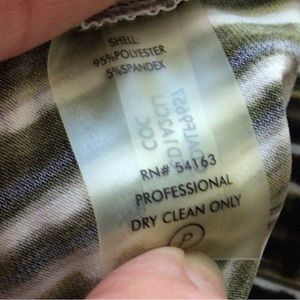 SHELL:
95%POLYESTER
5%SPANDEX
RN# 54163
PROFESSIONAL
DRY CLEAN ONLY
P